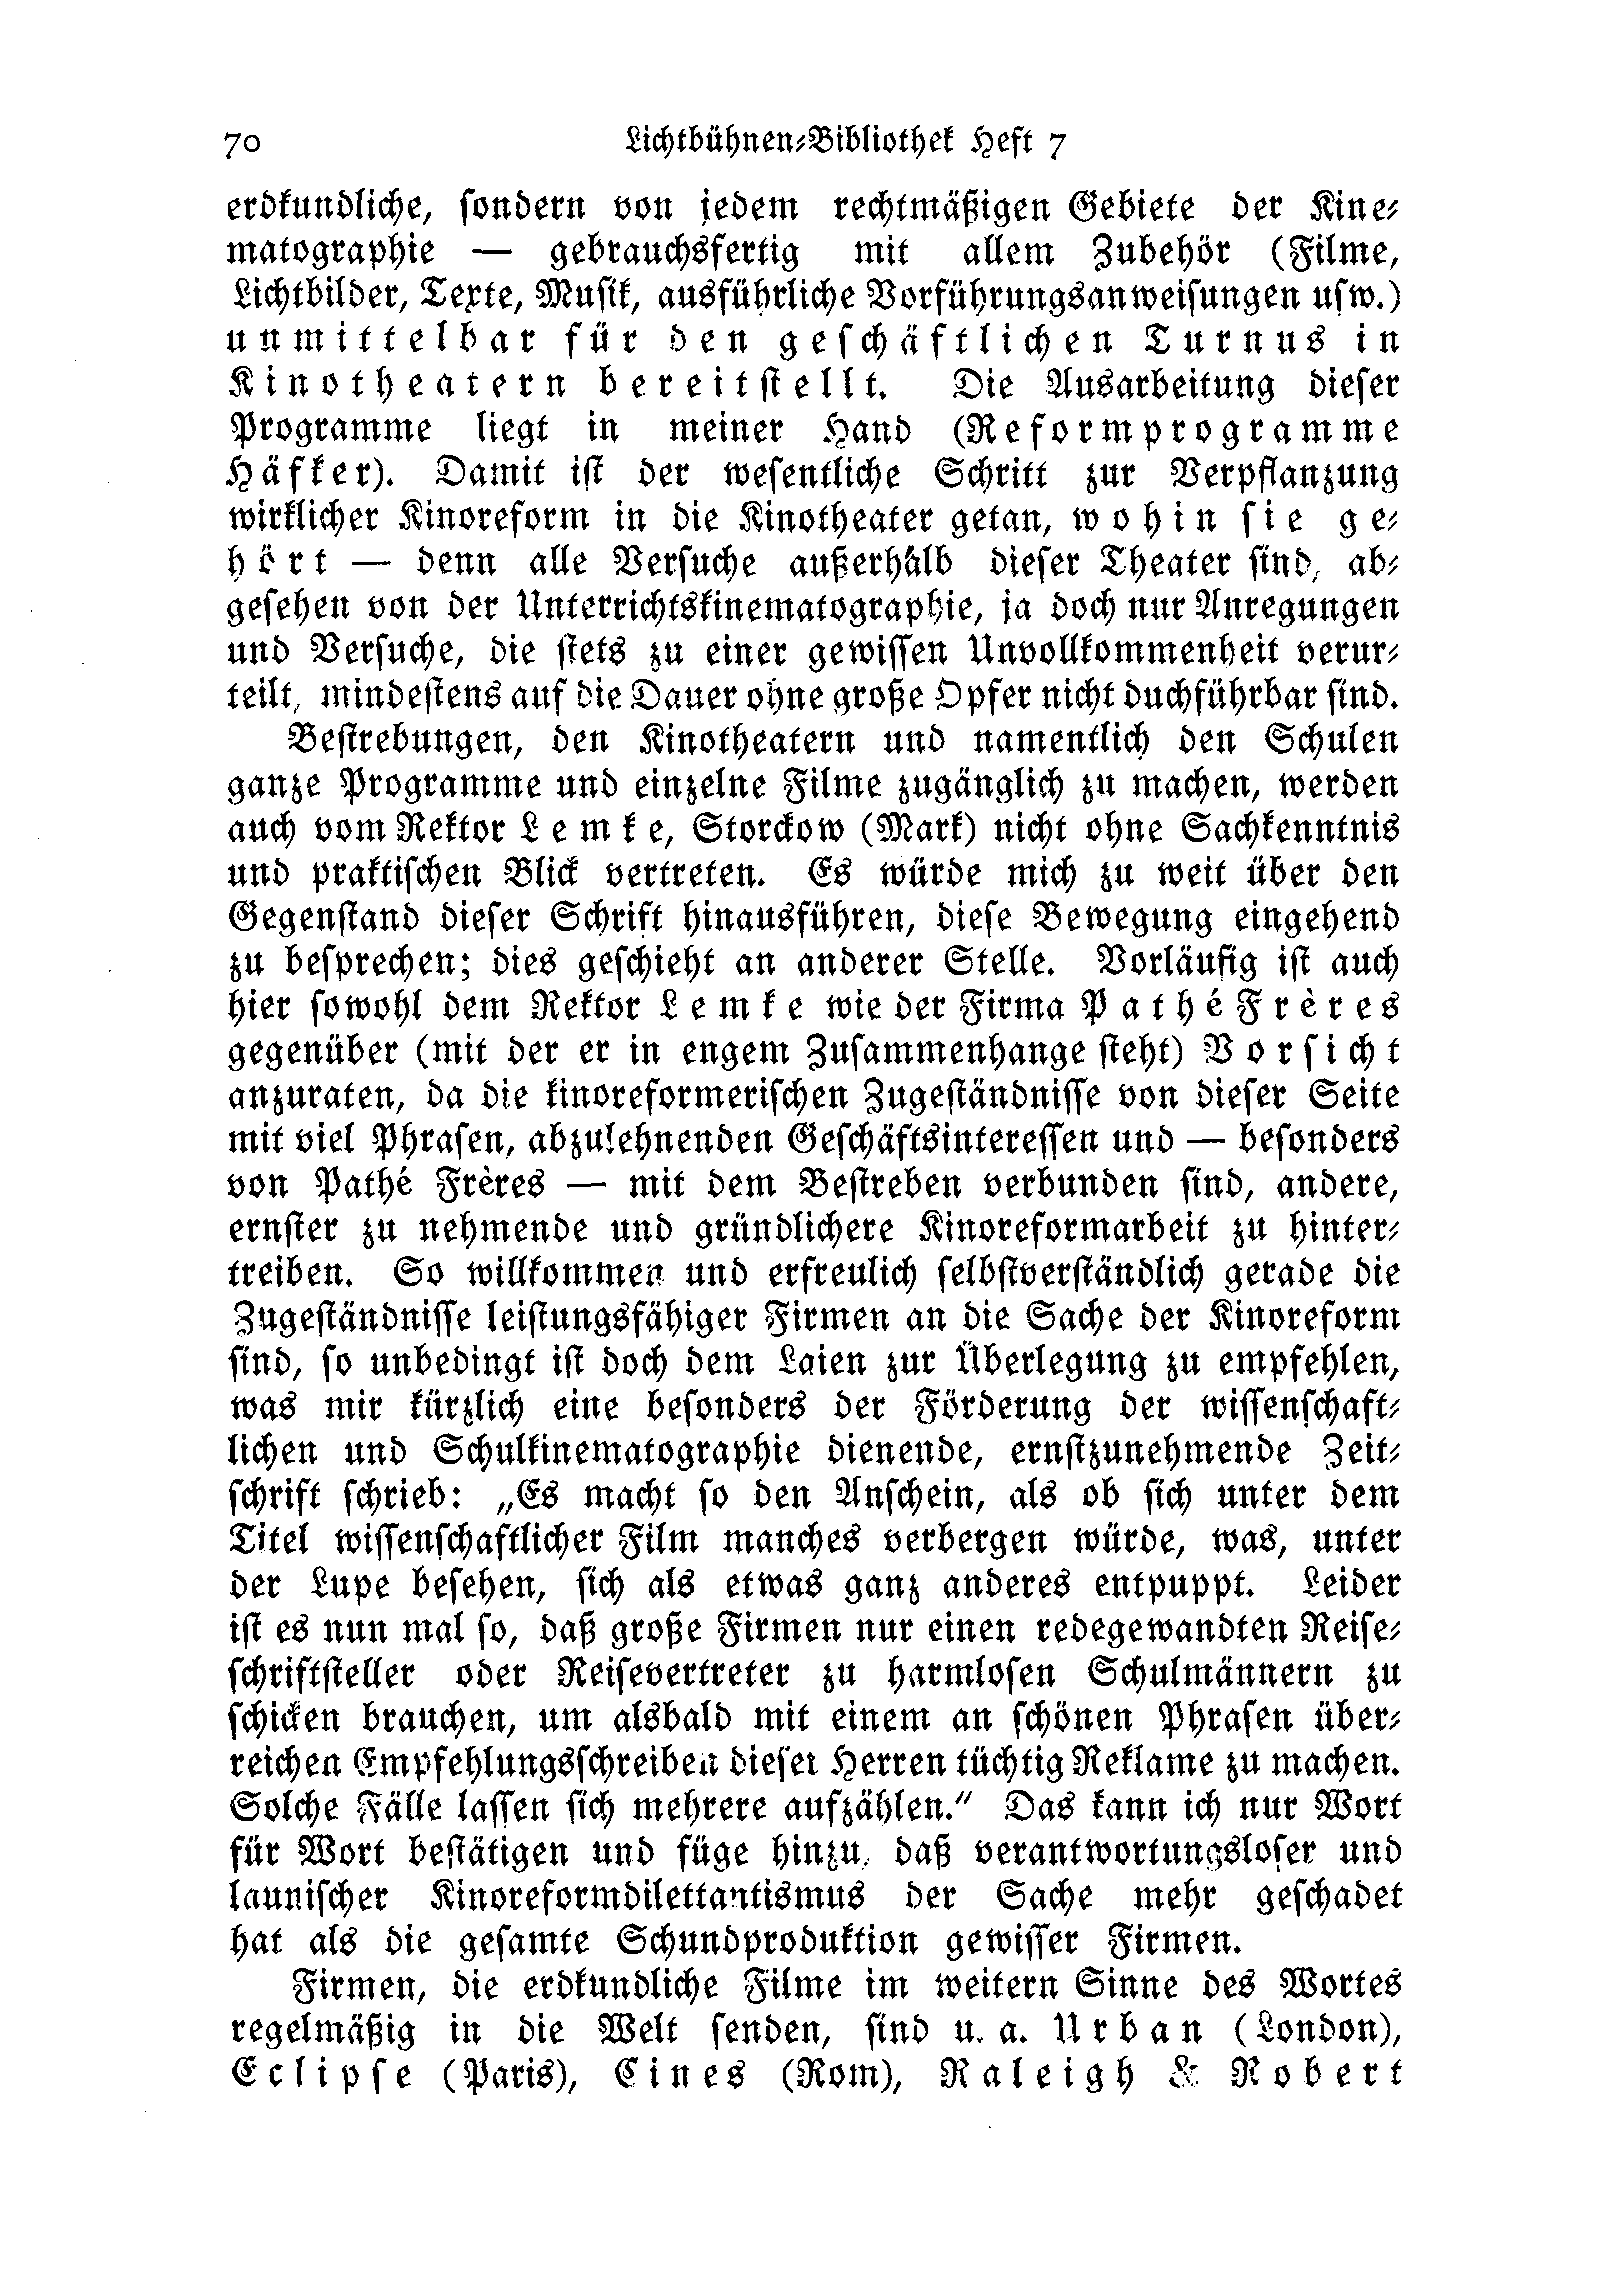 70 Lichtbühnen-Bibliothek Heft 7
erdkundliche, sondern von jedem rechtmäßigen Gebiete der Kine-
matographie — gebrauchsfertig mit allem Zubehör (Filme,
Lichtbilder, Texte, Musik, ausführliche Vorführungsanweisungen usw.)
unmittelbar für den geschäftlichen Turnus in
Kinotheatern bereitstellt. Die Ausarbeitung dieser
Programme liegt in meiner Hand (Reformprogramme
Häfker). Damit ist der wesentliche Schritt zur Verpflanzung
wirklicher Kinoreform in die Kinotheater getan, wohin sie ge-
hört — denn alle Versuche außerhalb dieser Theater sind, ab-
gesehen von der Unterrichtskinematographie, ja doch nur Anregungen
und Versuche, die stets zu einer gewissen Unvollkommenheit verur-
teilt, mindestens auf die Dauer ohne große Opfer nicht duchführbar sind.
Bestrebungen, den Kinotheatern und namentlich den Schulen
ganze Programme und einzelne Filme zugänglich zu machen, werden
auch vom Rektor Lemke, Storckow (Mark) nicht ohne Sachkenntnis
und praktischen Blick vertreten. Es würde mich zu weit über den
Gegenstand dieser Schrift hinausführen, diese Bewegung eingehend
zu besprechen; dies geschieht an anderer Stelle. Vorläufig ist auch
hier sowohl dem Rektor Lemke wie der Firma Pathé Frères
gegenüber (mit der er in engem Zusammenhange steht) Vorsicht
anzuraten, da die kinoreformerischen Zugeständnisse von dieser Seite
mit viel Phrasen, abzulehnenden Geschäftsinteressen und — besonders
von Pathé Frères — mit dem Bestreben verbunden sind, andere,
ernster zu nehmende und gründlichere Kinoreformarbeit zu hinter-
treiben. So willkommen und erfreulich selbstverständlich gerade die
Zugeständnisse leistungsfähiger Firmen an die Sache der Kinoreform
sind, so unbedingt ist doch dem Laien zur Überlegung zu empfehlen,
was mir kürzlich eine besonders der Förderung der wissenschaft-
lichen und Schulkinematographie dienende, ernstzunehmende Zeit-
schrift schrieb: „Es macht so den Anschein, als ob sich unter dem
Titel wissenschaftlicher Film manches verbergen würde, was, unter
der Lupe besehen, sich als etwas ganz anderes entpuppt. Leider
ist es nun mal so, daß große Firmen nur einen redegewandten Reise-
schriftsteller oder Reisevertreter zu harmlosen Schulmännern zu
schicken brauchen, um alsbald mit einem an schönen Phrasen über-
reichen Empfehlungsschreiben dieser Herren tüchtig Reklame zu machen.
Solche Fälle lassen sich mehrere aufzählen.“ Das kann ich nur Wort
für Wort bestätigen und füge hinzu, daß verantwortungsloser und
launischer Kinoreformdilettantismus der Sache mehr geschadet
hat als die gesamte Schundproduktion gewisser Firmen.
Firmen, die erdkundliche Filme im weitern Sinne des Wortes
regelmäßig in die Welt senden, sind u. a. Urban (London),
Eclipse (Paris), Cines (Rom), Raleigh & Robert